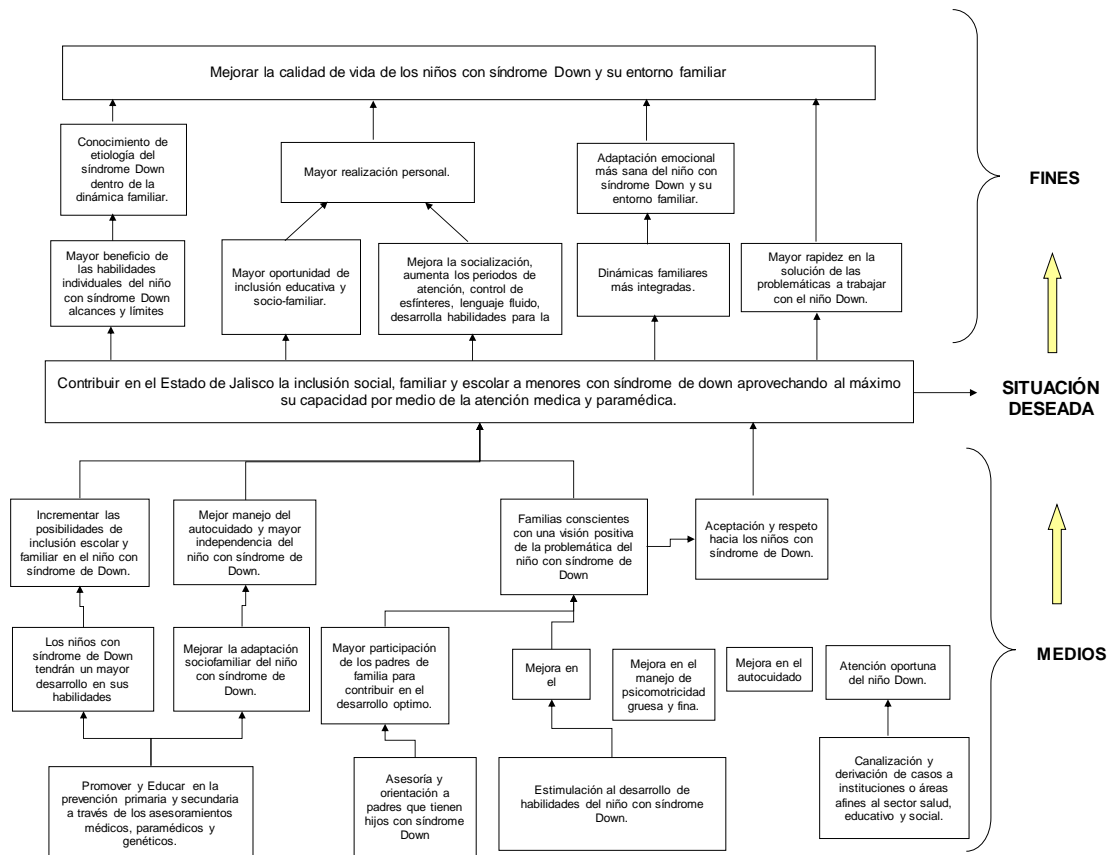 Mejorar la calidad de vida de los niños con síndrome Down y su entorno familiar
Conocimiento de
etiología del
síndrome Down
dentro de la
dinámica familiar.
Mayor realización personal.
Adaptación emocional
más sana del niño con
síndrome Down y su
entorno familiar.
FINES
Mayor beneficio de
las habilidades
individuales del niño
con síndrome Down
alcances y límites
Mayor oportunidad de
inclusión educativa y
socio-familiar.
Mejora la socialización,
aumenta los periodos de
atención, control de
esfínteres, lenguaje fluido,
desarrolla habilidades para la
Dinámicas familiares
más integradas.
Mayor rapidez en la
solución de las
problemáticas a trabajar
con el niño Down.
Contribuir en el Estado de Jalisco la inclusión social, familiar y escolar a menores con síndrome de down aprovechando al máximo
su capacidad por medio de la atención medica y paramédica.
SITUACIÓN
DESEADA
Incrementar las
posibilidades de
inclusión escolar y
familiar en el niño con
síndrome de Down.
Mejor manejo del
autocuidado y mayor
independencia del
niño con síndrome de
Down.
Familias conscientes
con una visión positiva
de la problemática del
niño con síndrome de
Down
Aceptación y respeto
hacia los niños con
síndrome de Down.
Los niños con
síndrome de Down
tendrán un mayor
desarrollo en sus
habilidades
Mejorar la adaptación
sociofamiliar del niño
con síndrome de
Down.
Mayor participación
de los padres de
familia para
contribuir en el
desarrollo optimo.
Mejora en
el
Mejora en el
manejo de
psicomotricidad
gruesa y fina.
Mejora en el
autocuidado
Atención oportuna
del niño Down.
MEDIOS
Promover y Educar en la
prevención primaria y secundaria
a través de los asesoramientos
médicos, paramédicos y
genéticos.
Asesoría y
orientación a
padres que tienen
hijos con síndrome
Down
Estimulación al desarrollo de
habilidades del niño con síndrome
Down.
Canalización y
derivación de casos a
instituciones o áreas
afines al sector salud,
educativo y social.